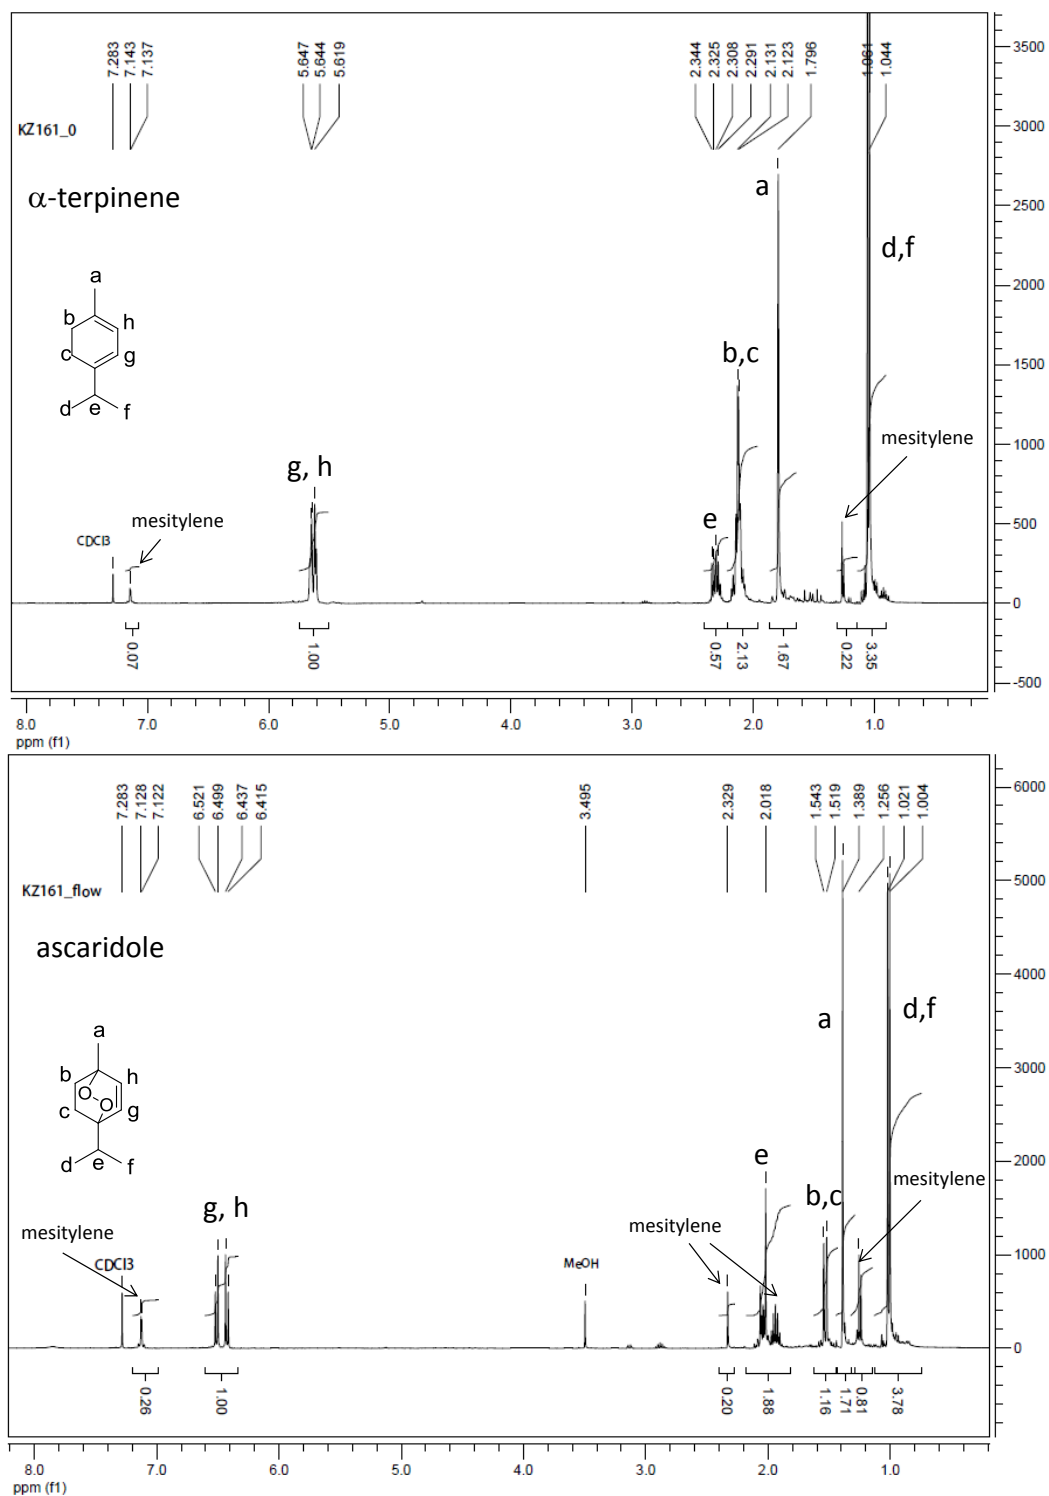 7.283
7.143
7.137
5.647
5.644
5.619
2.344
2.325
2.308
2.291
2.131
2.123
1.796
1.061
1.044
KZ161_0
α-terpinene
a
b
h
c
g
d
e
f
CDCl3
mesitylene
g, h
e
b,c
a
d,f
mesitylene
3500
3000
2500
2000
1500
1000
500
0
-500
0.07
1.00
0.57
2.13
1.67
0.22
3.35
8.0
7.0
6.0
5.0
4.0
3.0
2.0
1.0
ppm (f1)
7.283
7.128
7.122
6.521
6.499
6.437
6.415
3.495
2.329
2.018
1.543
1.519
1.389
1.256
1.021
1.004
KZ161_flow
ascaridole
a
b
h
O
O
c
g
d
e
f
mesitylene
CDCl3
g, h
MeOH
mesitylene
e
b,c
a
d,f
mesitylene
6000
5000
4000
3000
2000
1000
0
0.26
1.00
0.20
1.88
1.16
1.71
0.81
3.78
8.0
7.0
6.0
5.0
4.0
3.0
2.0
1.0
ppm (f1)